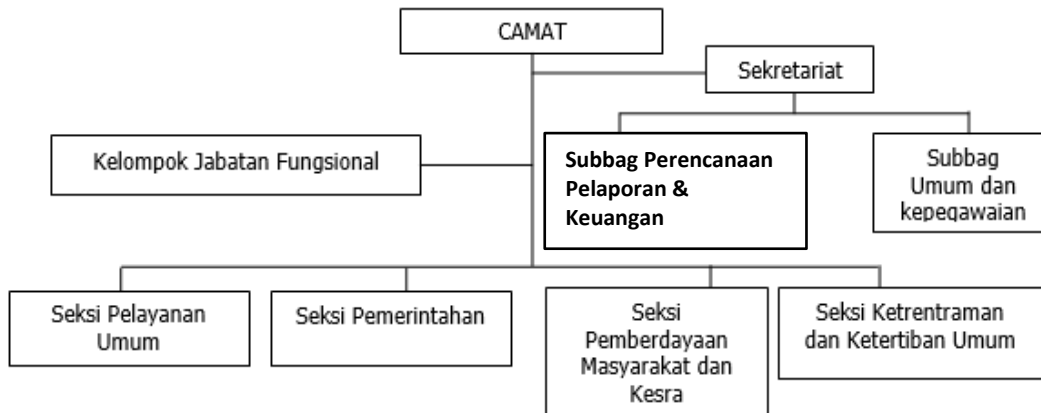 CAMAT
Sekretariat
Kelompok Jabatan Fungsional
Subbag Perencanaan
Pelaporan &
Keuangan
Subbag
Umum dan
kepegawaian
Seksi Pelayanan
Umum
Seksi Pemerintahan
Seksi
Pemberdayaan
Masyarakat dan
Kesra
Seksi Ketrentraman
dan Ketertiban Umum